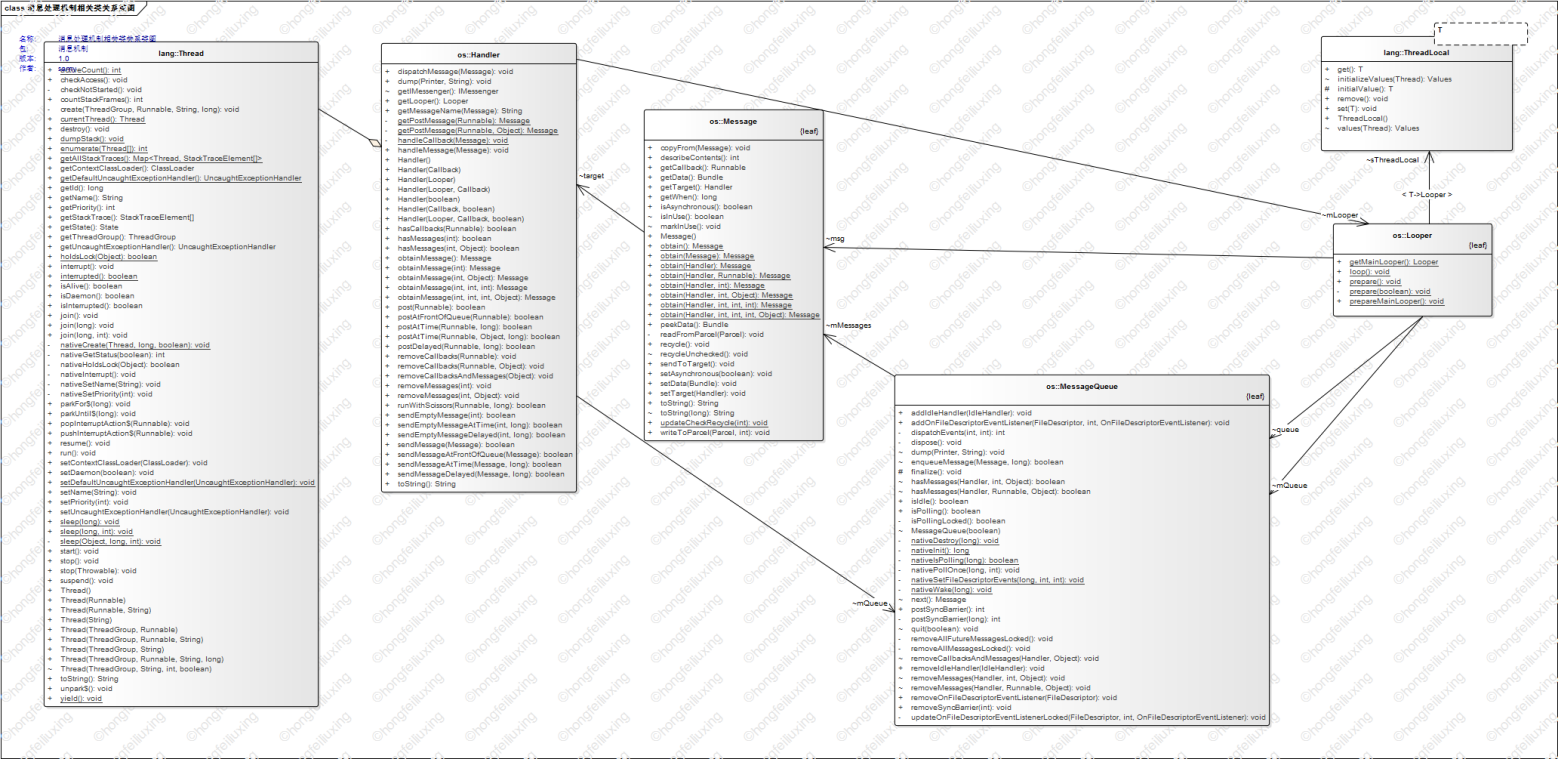 class 消息处理机制相关类关系类图
名称: 消息处理机制相关类类关系类图
包: 消息机制
版本: 1.0
作者:
lang::Thread
+ activeCount(): int
+ checkAccess(): void
- checkNotStarted(): void
+ countStackFrames(): int
- create(ThreadGroup, Runnable, String, long): void
+ currentThread(): Thread
+ destroy(): void
+ dumpStack(): void
+ enumerate(Thread[]): int
+ getAllStackTraces(): Map<Thread, StackTraceElement[]>
+ getContextClassLoader(): ClassLoader
+ getDefaultUncaughtExceptionHandler(): UncaughtExceptionHandler
+ getId(): long
+ getName(): String
+ getPriority(): int
+ getStackTrace(): StackTraceElement[]
+ getState(): State
+ getThreadGroup(): ThreadGroup
+ getUncaughtExceptionHandler(): UncaughtExceptionHandler
+ holdsLock(Object): boolean
+ interrupt(): void
+ interrupted(): boolean
+ isAlive(): boolean
+ isDaemon(): boolean
+ isInterrupted(): boolean
+ join(): void
+ join(long): void
+ join(long, int): void
- nativeCreate(Thread, long, boolean): void
- nativeGetStatus(boolean): int
- nativeHoldsLock(Object): boolean
- nativeInterrupt(): void
- nativeSetName(String): void
- nativeSetPriority(int): void
+ parkFor$(long): void
+ parkUntil$(long): void
+ popInterruptAction$(Runnable): void
+ pushInterruptAction$(Runnable): void
+ resume(): void
+ run(): void
+ setContextClassLoader(ClassLoader): void
+ setDaemon(boolean): void
+ setDefaultUncaughtExceptionHandler(UncaughtExceptionHandler): void
+ setName(String): void
+ setPriority(int): void
+ setUncaughtExceptionHandler(UncaughtExceptionHandler): void
+ sleep(long): void
+ sleep(long, int): void
- sleep(Object, long, int): void
+ start(): void
+ stop(): void
+ stop(Throwable): void
+ suspend(): void
+ Thread()
+ Thread(Runnable)
+ Thread(Runnable, String)
+ Thread(String)
+ Thread(ThreadGroup, Runnable)
+ Thread(ThreadGroup, Runnable, String)
+ Thread(ThreadGroup, String)
+ Thread(ThreadGroup, Runnable, String, long)
~ Thread(ThreadGroup, String, int, boolean)
+ toString(): String
+ unpark$(): void
+ yield(): void
os::Handler
+ dispatchMessage(Message): void
+ dump(Printer, String): void
~ getIMessenger(): IMessenger
+ getLooper(): Looper
+ getMessageName(Message): String
- getPostMessage(Runnable): Message
- getPostMessage(Runnable, Object): Message
- handleCallback(Message): void
+ handleMessage(Message): void
+ Handler()
+ Handler(Callback)
+ Handler(Looper)
+ Handler(Looper, Callback)
+ Handler(boolean)
+ Handler(Callback, boolean)
+ Handler(Looper, Callback, boolean)
+ hasCallbacks(Runnable): boolean
+ hasMessages(int): boolean
+ hasMessages(int, Object): boolean
+ obtainMessage(): Message
+ obtainMessage(int): Message
+ obtainMessage(int, Object): Message
+ obtainMessage(int, int, int): Message
+ obtainMessage(int, int, int, Object): Message
+ post(Runnable): boolean
+ postAtFrontOfQueue(Runnable): boolean
+ postAtTime(Runnable, long): boolean
+ postAtTime(Runnable, Object, long): boolean
+ postDelayed(Runnable, long): boolean
+ removeCallbacks(Runnable): void
+ removeCallbacks(Runnable, Object): void
+ removeCallbacksAndMessages(Object): void
+ removeMessages(int): void
+ removeMessages(int, Object): void
+ runWithScissors(Runnable, long): boolean
+ sendEmptyMessage(int): boolean
+ sendEmptyMessageAtTime(int, long): boolean
+ sendEmptyMessageDelayed(int, long): boolean
+ sendMessage(Message): boolean
+ sendMessageAtFrontOfQueue(Message): boolean
+ sendMessageAtTime(Message, long): boolean
+ sendMessageDelayed(Message, long): boolean
+ toString(): String
~target
os::Message
{leaf}
+ copyFrom(Message): void
+ describeContents(): int
+ getCallback(): Runnable
+ getData(): Bundle
+ getTarget(): Handler
+ getWhen(): long
+ isAsynchronous(): boolean
~ isInUse(): boolean
~ markInUse(): void
+ Message()
+ obtain(): Message
+ obtain(Message): Message
+ obtain(Handler): Message
+ obtain(Handler, Runnable): Message
+ obtain(Handler, int): Message
+ obtain(Handler, int, Object): Message
+ obtain(Handler, int, int, int): Message
+ obtain(Handler, int, int, int, Object): Message
+ peekData(): Bundle
- readFromParcel(Parcel): void
+ recycle(): void
~ recycleUnchecked(): void
+ sendToTarget(): void
+ setAsynchronous(boolean): void
+ setData(Bundle): void
+ setTarget(Handler): void
+ toString(): String
~ toString(long): String
+ updateCheckRecycle(int): void
+ writeToParcel(Parcel, int): void
~msg
~mMessages
os::MessageQueue
{leaf}
+ addIdleHandler(IdleHandler): void
+ addOnFileDescriptorEventListener(FileDescriptor, int, OnFileDescriptorEventListener): void
- dispatchEvents(int, int): int
- dispose(): void
~ dump(Printer, String): void
~ enqueueMessage(Message, long): boolean
# finalize(): void
~ hasMessages(Handler, int, Object): boolean
~ hasMessages(Handler, Runnable, Object): boolean
+ isIdle(): boolean
+ isPolling(): boolean
- isPollingLocked(): boolean
~ MessageQueue(boolean)
- nativeDestroy(long): void
- nativeInit(): long
- nativeIsPolling(long): boolean
- nativePollOnce(long, int): void
- nativeSetFileDescriptorEvents(long, int, int): void
- nativeWake(long): void
~ next(): Message
+ postSyncBarrier(): int
- postSyncBarrier(long): int
~ quit(boolean): void
- removeAllFutureMessagesLocked(): void
- removeAllMessagesLocked(): void
~ removeCallbacksAndMessages(Handler, Object): void
+ removeIdleHandler(IdleHandler): void
~ removeMessages(Handler, int, Object): void
~ removeMessages(Handler, Runnable, Object): void
+ removeOnFileDescriptorEventListener(FileDescriptor): void
+ removeSyncBarrier(int): void
- updateOnFileDescriptorEventListenerLocked(FileDescriptor, int, OnFileDescriptorEventListener): void
~mQueue
T
lang::ThreadLocal
+ get(): T
~ initializeValues(Thread): Values
# initialValue(): T
+ remove(): void
+ set(T): void
+ ThreadLocal()
~ values(Thread): Values
~sThreadLocal
< T->Looper >
~mLooper
os::Looper
{leaf}
+ getMainLooper(): Looper
+ loop(): void
+ prepare(): void
- prepare(boolean): void
+ prepareMainLooper(): void
~queue
~mQueue
©hongfeiliuxing